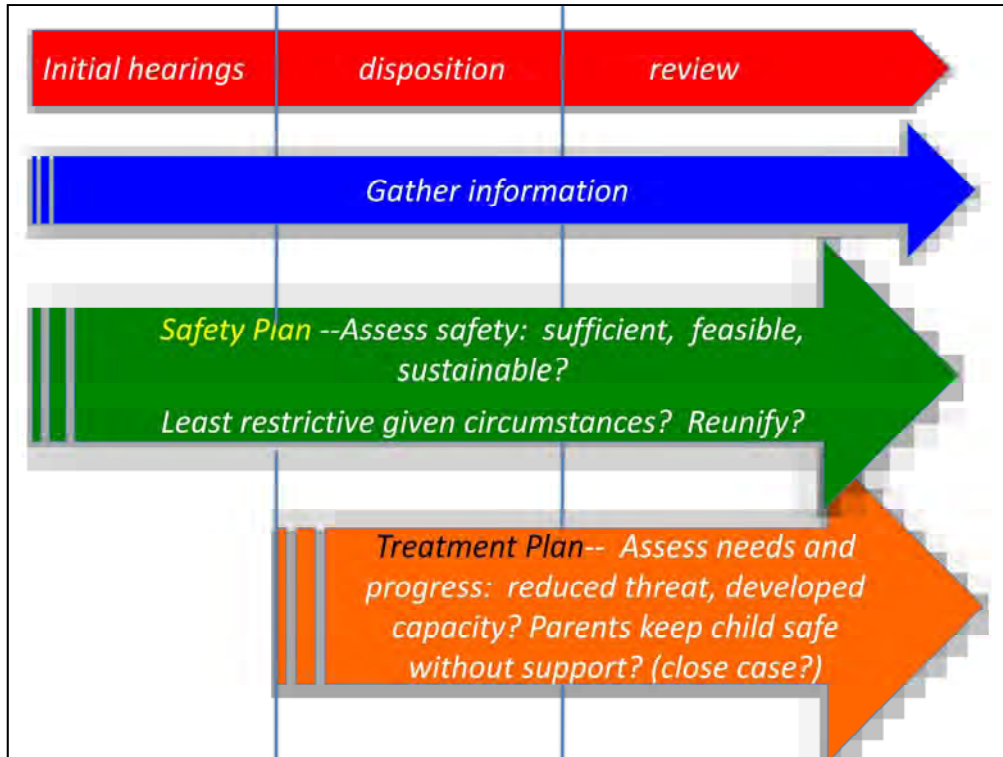 Initial hearings disposition review
Gather information
Safety Plan --Assess safety: sufficient, feasible,
sustainable?
Least restrictive given circumstances? Reunify?
Treatment Plan-- Assess needs and
progress: reduced threat, developed
capacity? Parents keep child safe
without support? (close case?)